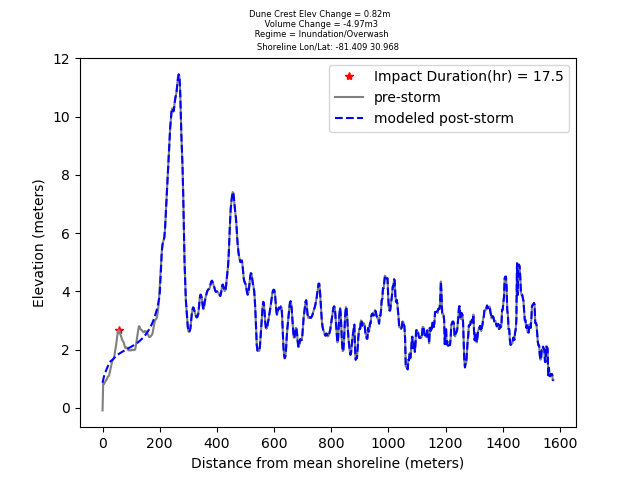 Dune Crest Elev Change = 0.82m
Volume Change = -4.97m3
Regime = Inundation/Overwash
Shoreline Lon/Lat: -81.409 30.968
Impact Duration(hr) = 17.5
pre-storm
modeled post-storm
Elevation (meters)
12
10
8
6
4
2
0
0 200 400 600 800 1000 1200 1400 1600
Distance from mean shoreline (meters)